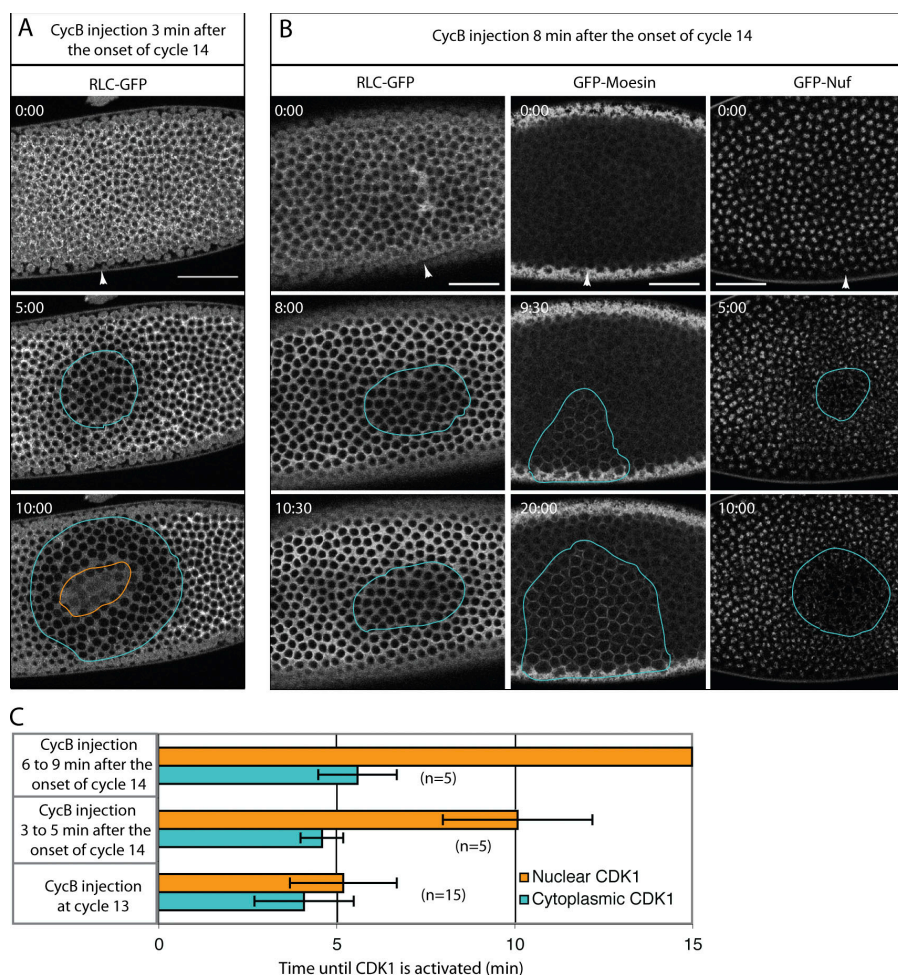 A
CycB injection 3 min after
the onset of cycle 14
RLC-GFP
0:00
5:00
10:00
B
CycB injection 8 min after the onset of cycle 14
RLC-GFP
GFP-Moesin
GFP-Nuf
0:00
0:00
0:00
8:00
9:30
5:00
10:30
20:00
10:00
C
CycB injection
6 to 9 min after the
onset of cycle 14
(n=5)
CycB injection
3 to 5 min after the
onset of cycle 14
(n=5)
CycB injection
at cycle 13
(n=15)
Nuclear CDK1
Cytoplasmic CDK1
0
5
10
15
Time until CDK1 is activated (min)